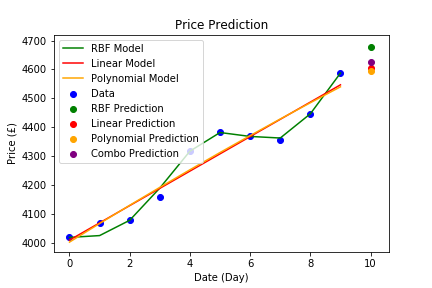 Price Prediction
4700
4600
4500
4400
4300
4200
4100
4000
Price (£)
RBF Model
Linear Model
Polynomial Model
Data
RBF Prediction
Linear Prediction
Polynomial Prediction
Combo Prediction
0 2 4 6 8 10
Date (Day)